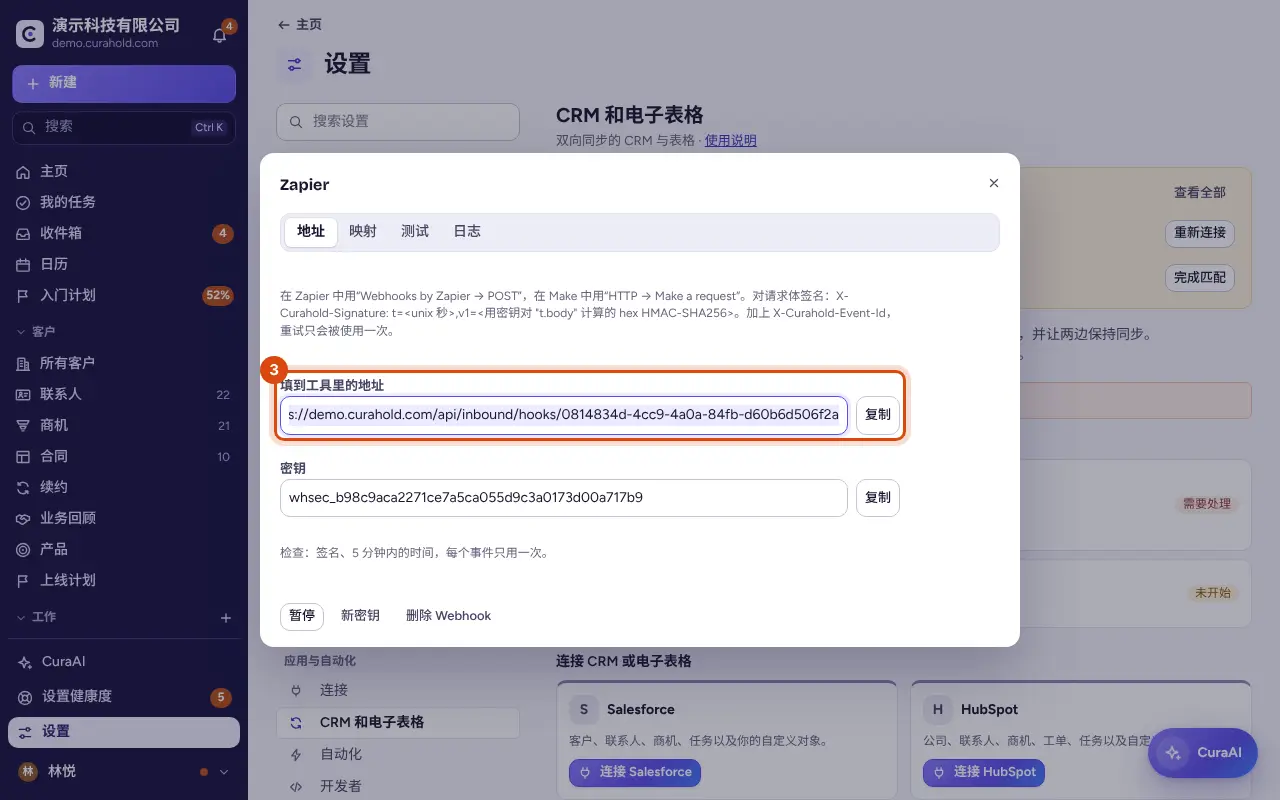 演示科技有限公司
demo.curahold.com
4
新建
搜索
Ctrl K
主页
我的任务
收件箱
4
日历
入门计划
52%
客户
所有客户
联系人
22
商机
21
合同
10
续约
业务回顾
产品
上线计划
工作
CuraAI
设置健康度
5
设置
林
林悦
主页
设置
搜索设置
CRM 和电子表格
双向同步的 CRM 与表格 · 使用说明
查看全部
重新连接
完成匹配
，并让两边保持同步。
需要处理
未开始
Zapier
地址
映射
测试
日志
在 Zapier 中用“Webhooks by Zapier → POST”，在 Make 中用“HTTP → Make a request”。对请求体签名：X-
Curahold-Signature: t=<unix 秒>,v1=<用密钥对 "t.body" 计算的 hex HMAC-SHA256>。加上 X-Curahold-Event-Id，
重试只会被使用一次。
3
填到工具里的地址
s://demo.curahold.com/api/inbound/hooks/0814834d-4cc9-4a0a-84fb-d60b6d506f2a
复制
密钥
whsec_b98c9aca2271ce7a5ca055d9c3a0173d00a717b9
复制
检查：签名、5 分钟内的时间，每个事件只用一次。
暂停
新密钥
删除 Webhook
应用与自动化
连接
CRM 和电子表格
自动化
开发者
连接 CRM 或电子表格
S
Salesforce
客户、联系人、商机、任务以及你的自定义对象。
连接 Salesforce
H
HubSpot
公司、联系人、商机、工单、任务以及自定
连接 HubSpot
CuraAI